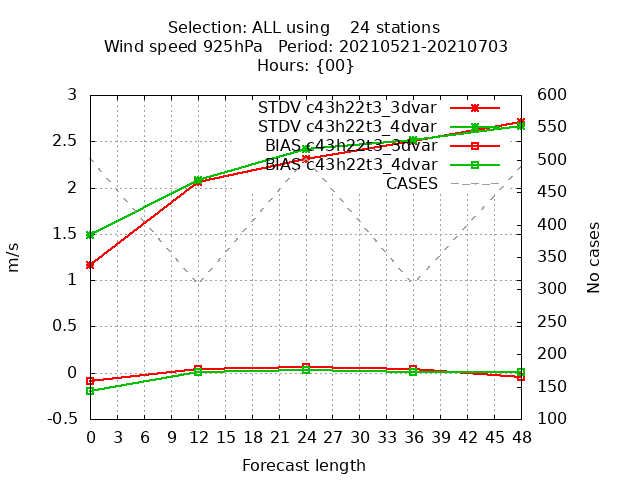 Selection: ALL using    24 stations
Wind speed 925hPa   Period: 20210521-20210703
Hours: {00}
3 600
STDV c43h22t3_3dvar
STDV c43h22t3_4dvar 550
2.5 BIAS c43h22t3_3dvar
BIAS c43h22t3_4dvar 500
2 CASES 450
1.5 400
350
m/s No cases
1 300
0.5 250
200
0 150
-0.5 100
0 3 6 9 12 15 18 21 24 27 30 33 36 39 42 45 48
Forecast length